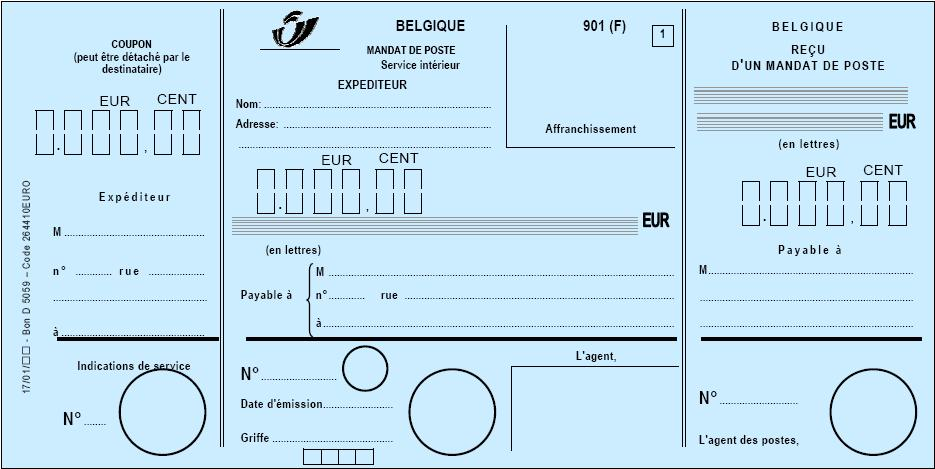 COUPON
(peut être détaché par le
destinataire)
EUR CENT
. ,
Expéditeur
M
n° rue
à
Indications de service
N°
17/01/□□ - Bon D 5059 – Code 264410EURO
BELGIQUE
901 (F)
1
MANDAT DE POSTE
Service intérieur
EXPEDITEUR
Nom:
Adresse:
Affranchissement
EUR CENT
. ,
EUR
(en lettres)
Payable à
M
n° rue
à
N°
Date d'émission
Griffe
L'agent,
BELGIQUE
REÇU
D'UN MANDAT DE POSTE
EUR
(en lettres)
EUR CENT
. ,
Payable à
M
N°
L'agent des postes,